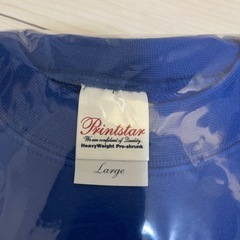 Printstar
We are confident of Quality
HeavyWeight Pre-shrunk
Large